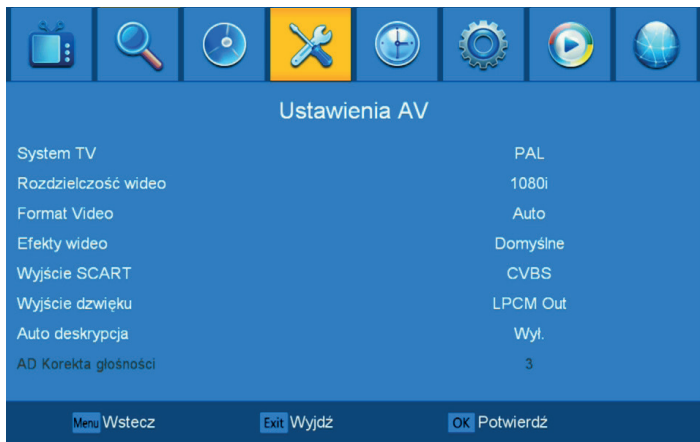 Ustawienia AV
System TV PAL
Rozdzielczość wideo 1080i
Format Video Auto
Efekty wideo Domyślne
Wyjście SCART CVBS
Wyjście dzwięku LPCM Out
Auto deskrypcja Wył.
AD Korekta głośności 3
Menu Wstecz Exit Wyjdź OK Potwierdź